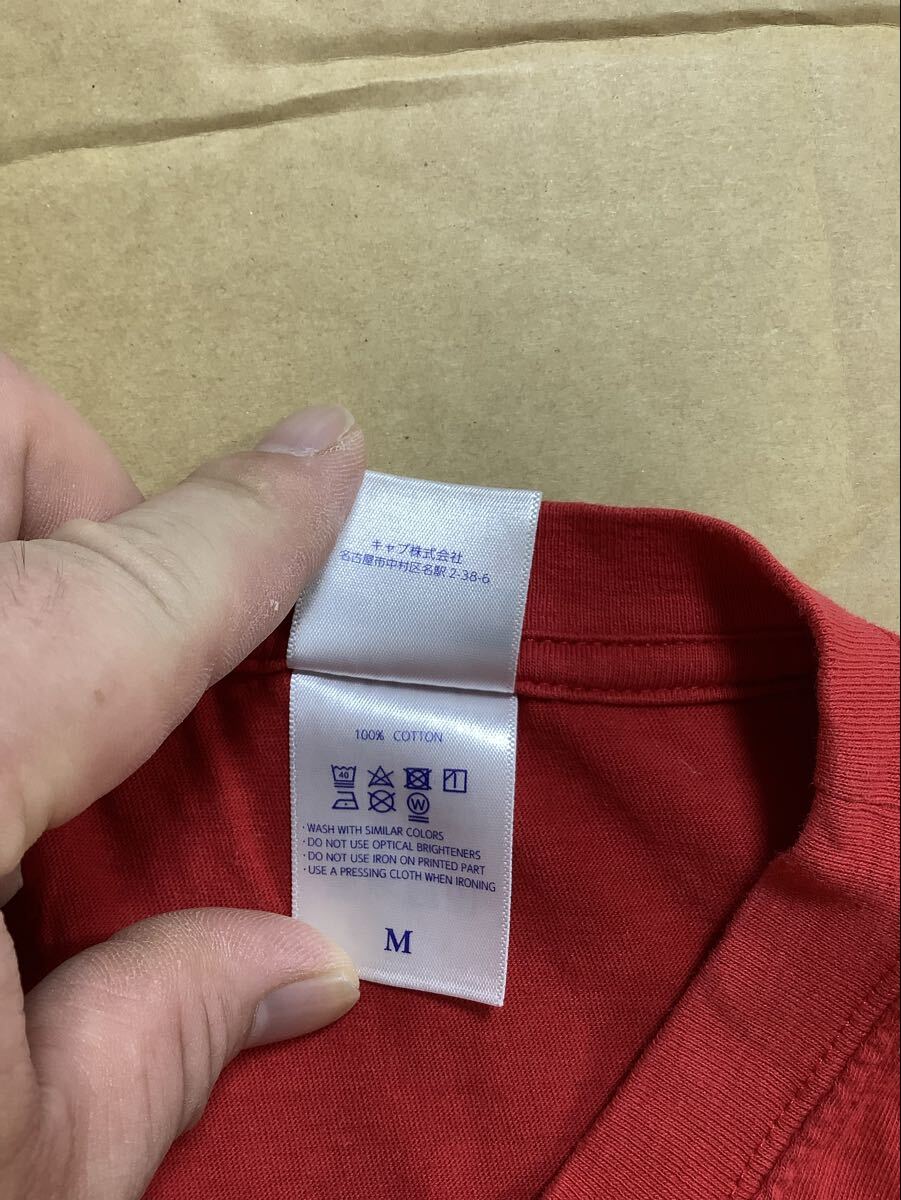 キャブ株式会社
名古屋市中村区名駅 2-38-6
100% COTTON
40
W
· WASH WITH SIMILAR COLORS
· DO NOT USE OPTICAL BRIGHTENERS
· DO NOT USE IRON ON PRINTED PART
· USE A PRESSING CLOTH WHEN IRONING
M